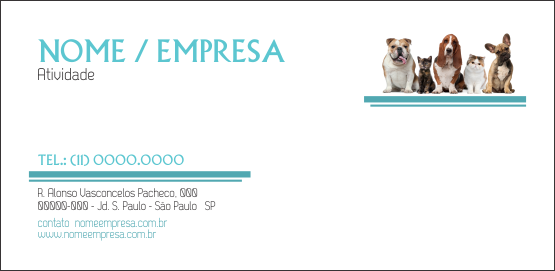 NOME / EMPRESA
Atividade
TEL.: (11) 0000.0000
R. Alonso Vasconcelos Pacheco, 000
00000-000 - Jd. S. Paulo - São Paulo SP
contato nomeempresa.com.br
www.nomeempresa.com.br